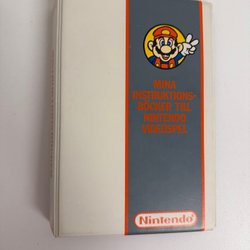 MINA
INSTRUKTIONS-
BÖCKER TILL
NINTENDO
VIDEOSPEL
Nintendo